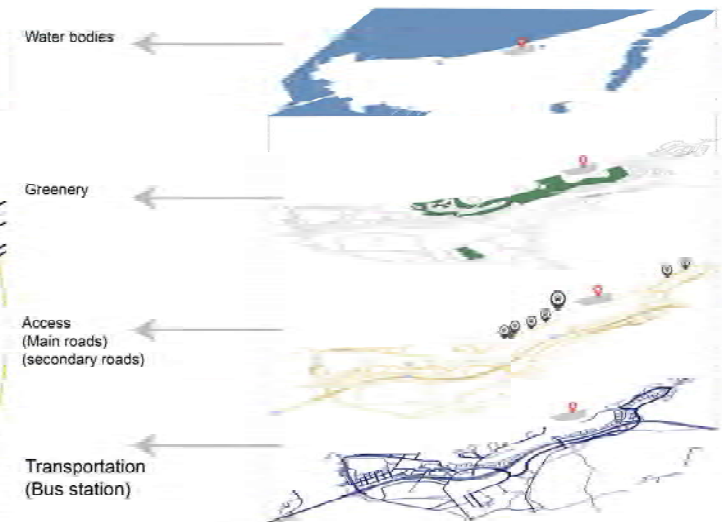 Water bodies
Greenery
Access
(Main roads)
(secondary roads)
Transportation
(Bus station)